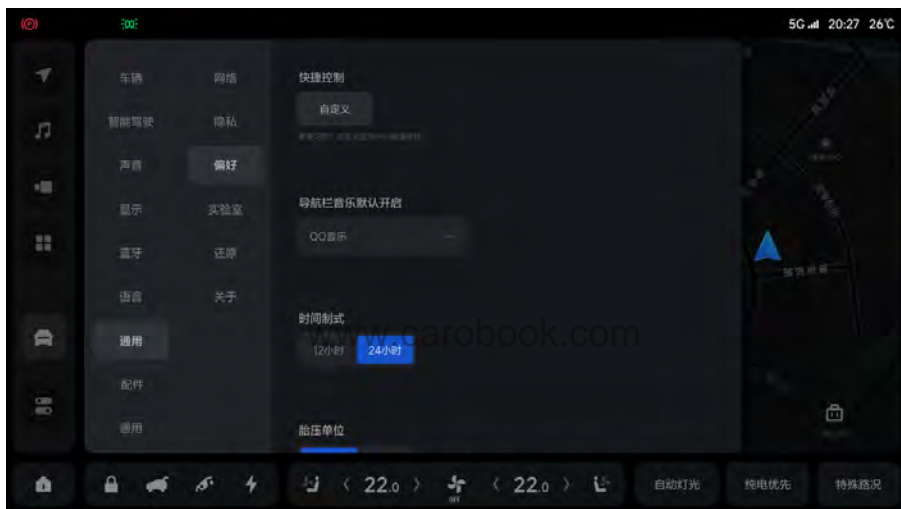 5G 20:27 26℃
车辆
网络
快捷控制
智能驾驶
隐私
自定义
声音
偏好
显示
实验室
导航栏音乐默认开启
QQ音乐
蓝牙
还原
语言
关于
时间制式
通用
12小时
24小时
www.carobook.com
配件
通用
胎压单位
22.0
OFF
22.0
自动灯光
纯电优先
特殊路况